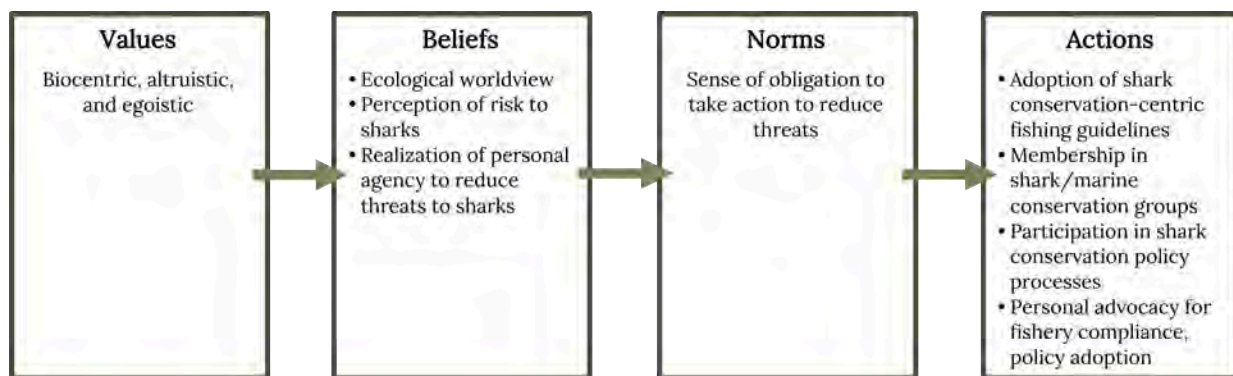 Values
Biocentric, altruistic,
and egoistic
Beliefs
• Ecological worldview
• Perception of risk to
sharks
• Realization of personal
agency to reduce
threats to sharks
Norms
Sense of obligation to
take action to reduce
threats
Actions
• Adoption of shark
conservation-centric
fishing guidelines
• Membership in
shark/marine
conservation groups
• Participation in shark
conservation policy
processes
• Personal advocacy for
fishery compliance,
policy adoption